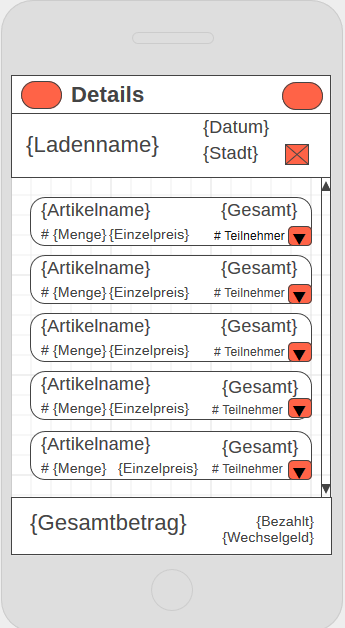 Details
{Ladenname}
{Datum}
{Stadt}
{Artikelname} {Gesamt}
# {Menge} {Einzelpreis} # Teilnehmer
{Artikelname} {Gesamt}
# {Menge} {Einzelpreis} # Teilnehmer
{Artikelname} {Gesamt}
# {Menge} {Einzelpreis} # Teilnehmer
{Artikelname} {Gesamt}
# {Menge} {Einzelpreis} # Teilnehmer
{Artikelname} {Gesamt}
# {Menge} {Einzelpreis} # Teilnehmer
{Gesamtbetrag}
{Bezahlt}
{Wechselgeld}